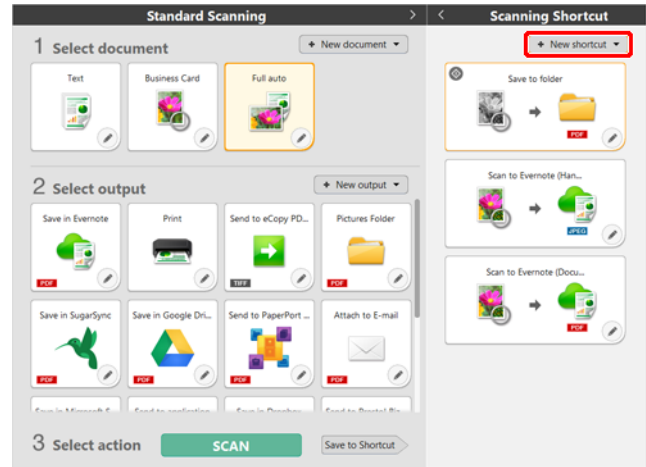 Standard Scanning
Scanning Shortcut
1 Select document
+ New document
Text
Business Card
Full auto
2 Select output
+ New output
Save in Evernote
Print
Send to eCopy PD...
Pictures Folder
PDF
TIFF
PDF
Save in SugarSync
Save in Google Dri...
Send to PaperPort ...
Attach to E-mail
PDF
PDF
PDF
PDF
3 Select action
SCAN
Save to Shortcut
+ New shortcut
Save to folder
PDF
Scan to Evernote (Han...
JPEG
Scan to Evernote (Docu...
PDF